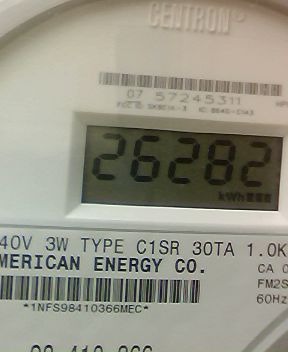 CENTRON
07 57245311
26282
kWh
40V 3W TYPE C1SR 30TA 1.0K
MERICAN ENERGY CO.
CA 0
FM2S
60Hz
*1NFS98410366MEC*